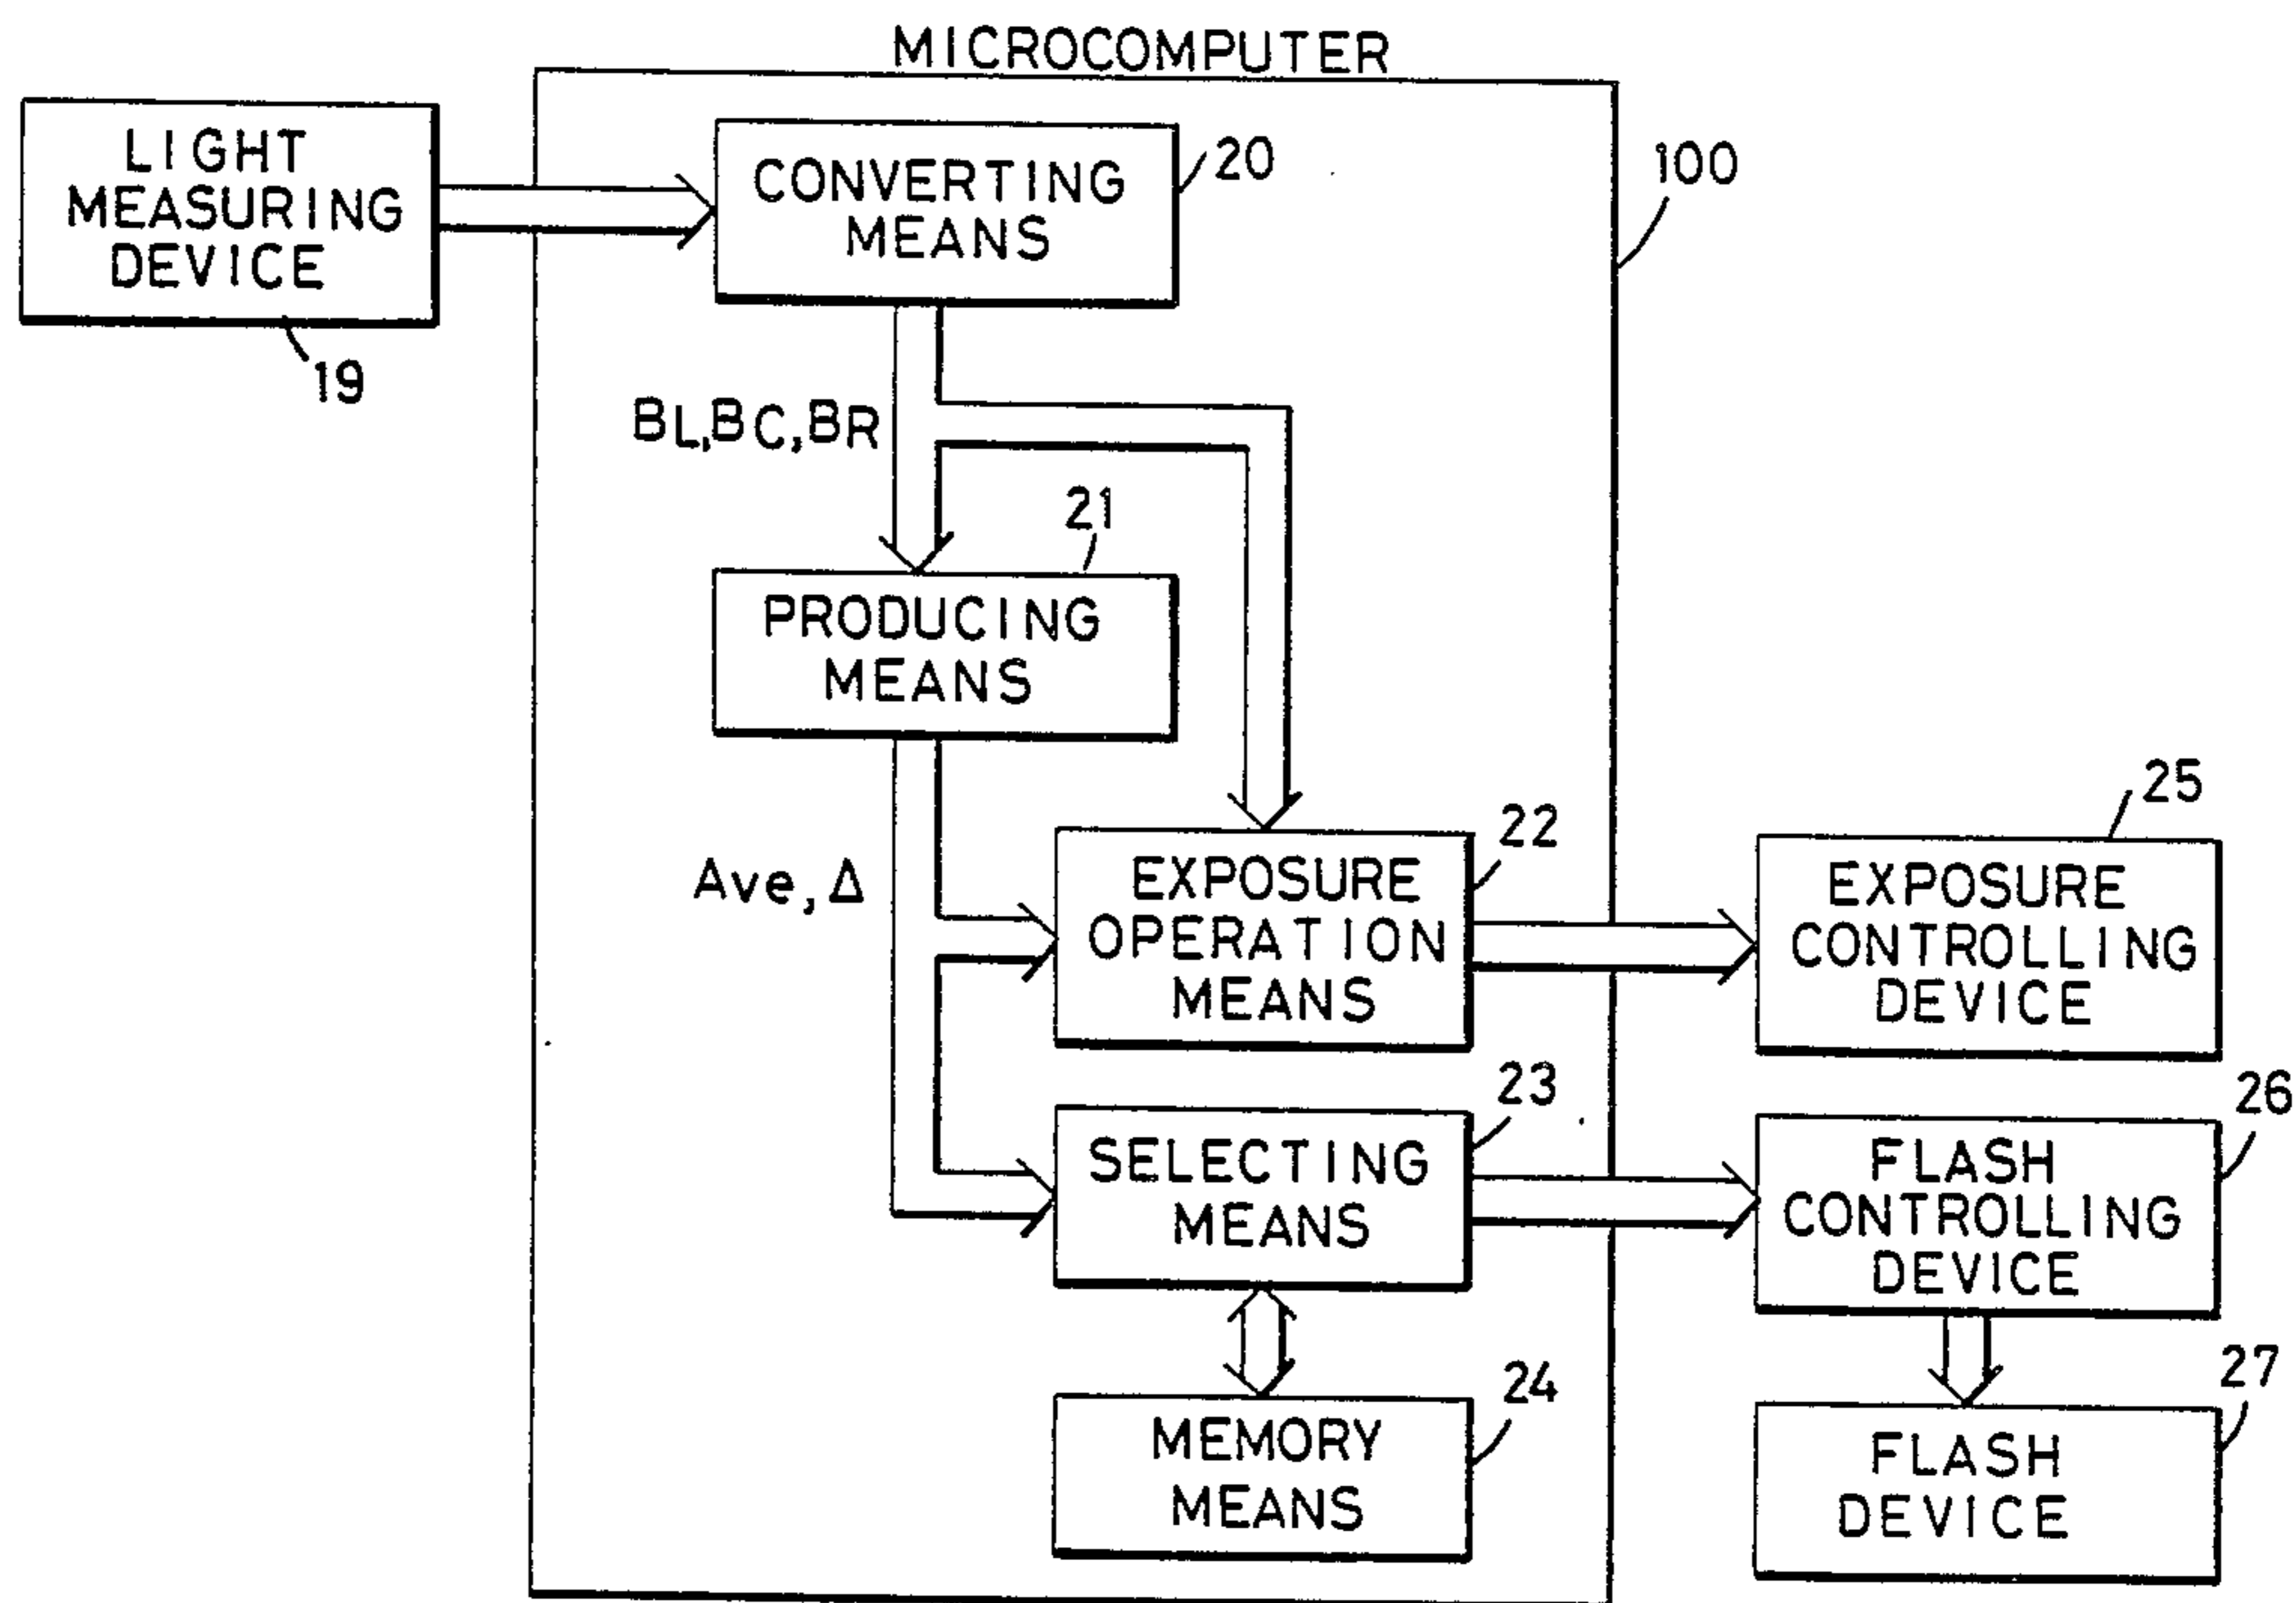 MICROCOMPUTER
LIGHT
MEASURING
DEVICE
19
CONVERTING
MEANS
20
100
BL,BC,BR
21
PRODUCING
MEANS
Ave,Δ
EXPOSURE
OPERATION
MEANS
22
EXPOSURE
CONTROLLING
DEVICE
25
SELECTING
MEANS
23
FLASH
CONTROLLING
DEVICE
26
MEMORY
MEANS
24
FLASH
DEVICE
27